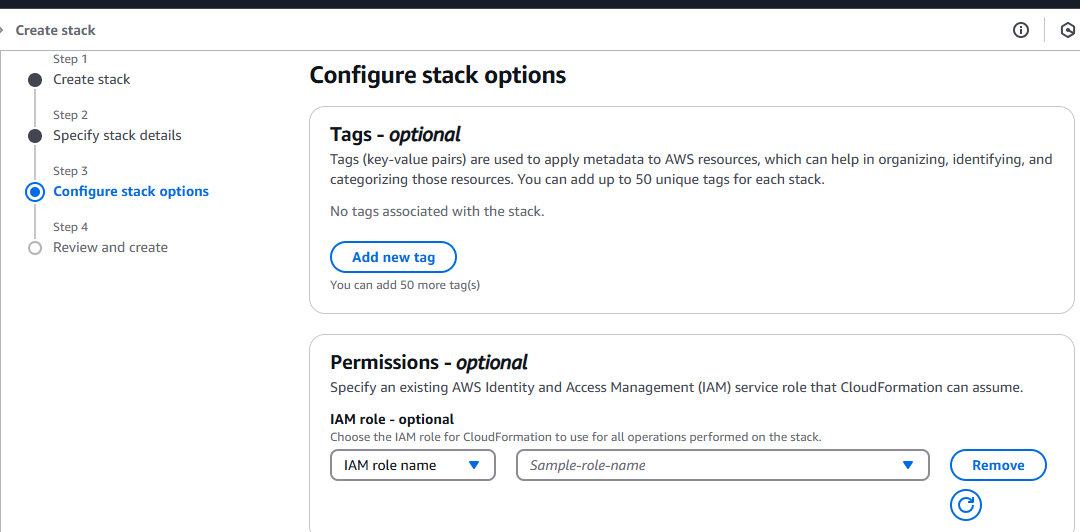 Create stack
Step 1
Create stack
Step 2
Specify stack details
Step 3
Configure stack options
Step 4
Review and create
Configure stack options
Tags - optional
Tags (key-value pairs) are used to apply metadata to AWS resources, which can help in organizing, identifying, and
categorizing those resources. You can add up to 50 unique tags for each stack.
No tags associated with the stack.
Add new tag
You can add 50 more tag(s)
Permissions - optional
Specify an existing AWS Identity and Access Management (IAM) service role that CloudFormation can assume.
IAM role - optional
Choose the IAM role for CloudFormation to use for all operations performed on the stack.
IAM role name
Sample-role-name
Remove